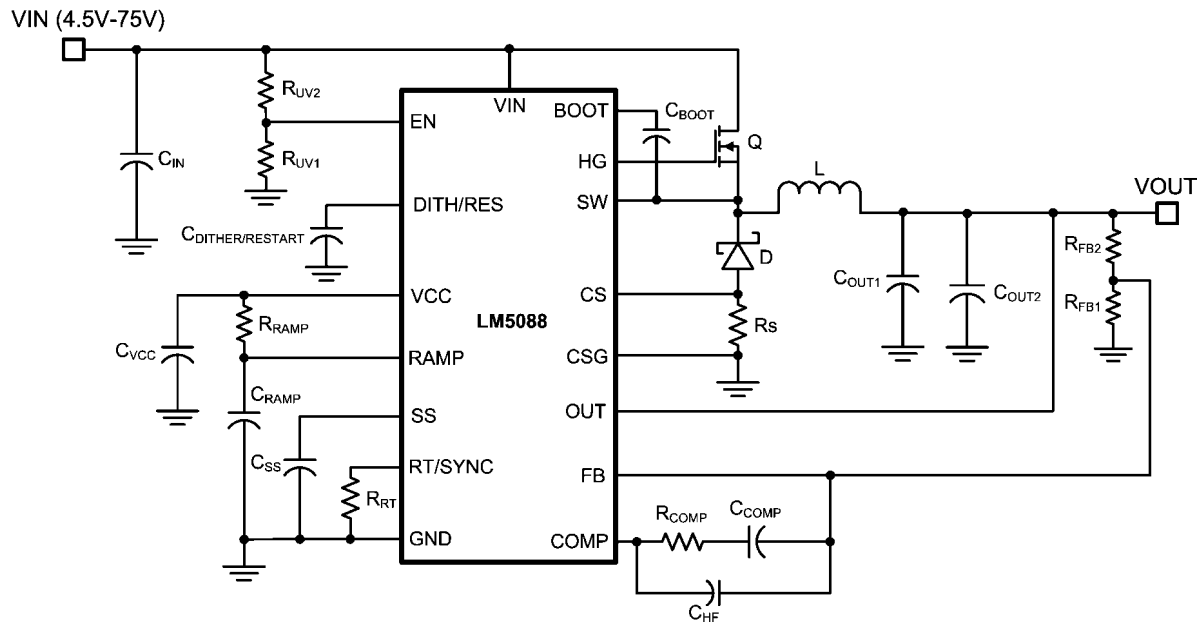 VIN (4.5V-75V)
RUV2
RUV1
CIN
VIN
EN
BOOT
CBOOT
HG
Q
L
VOUT
DITH/RES
SW
CDITHER/RESTART
D
RFB2
COUT1
COUT2
RFB1
VCC
CS
LM5088
RRAMP
Rs
CVCC
RAMP
CSG
CRAMP
SS
OUT
CSS
RT/SYNC
FB
RRT
GND
COMP
RCOMP
CCOMP
CHF